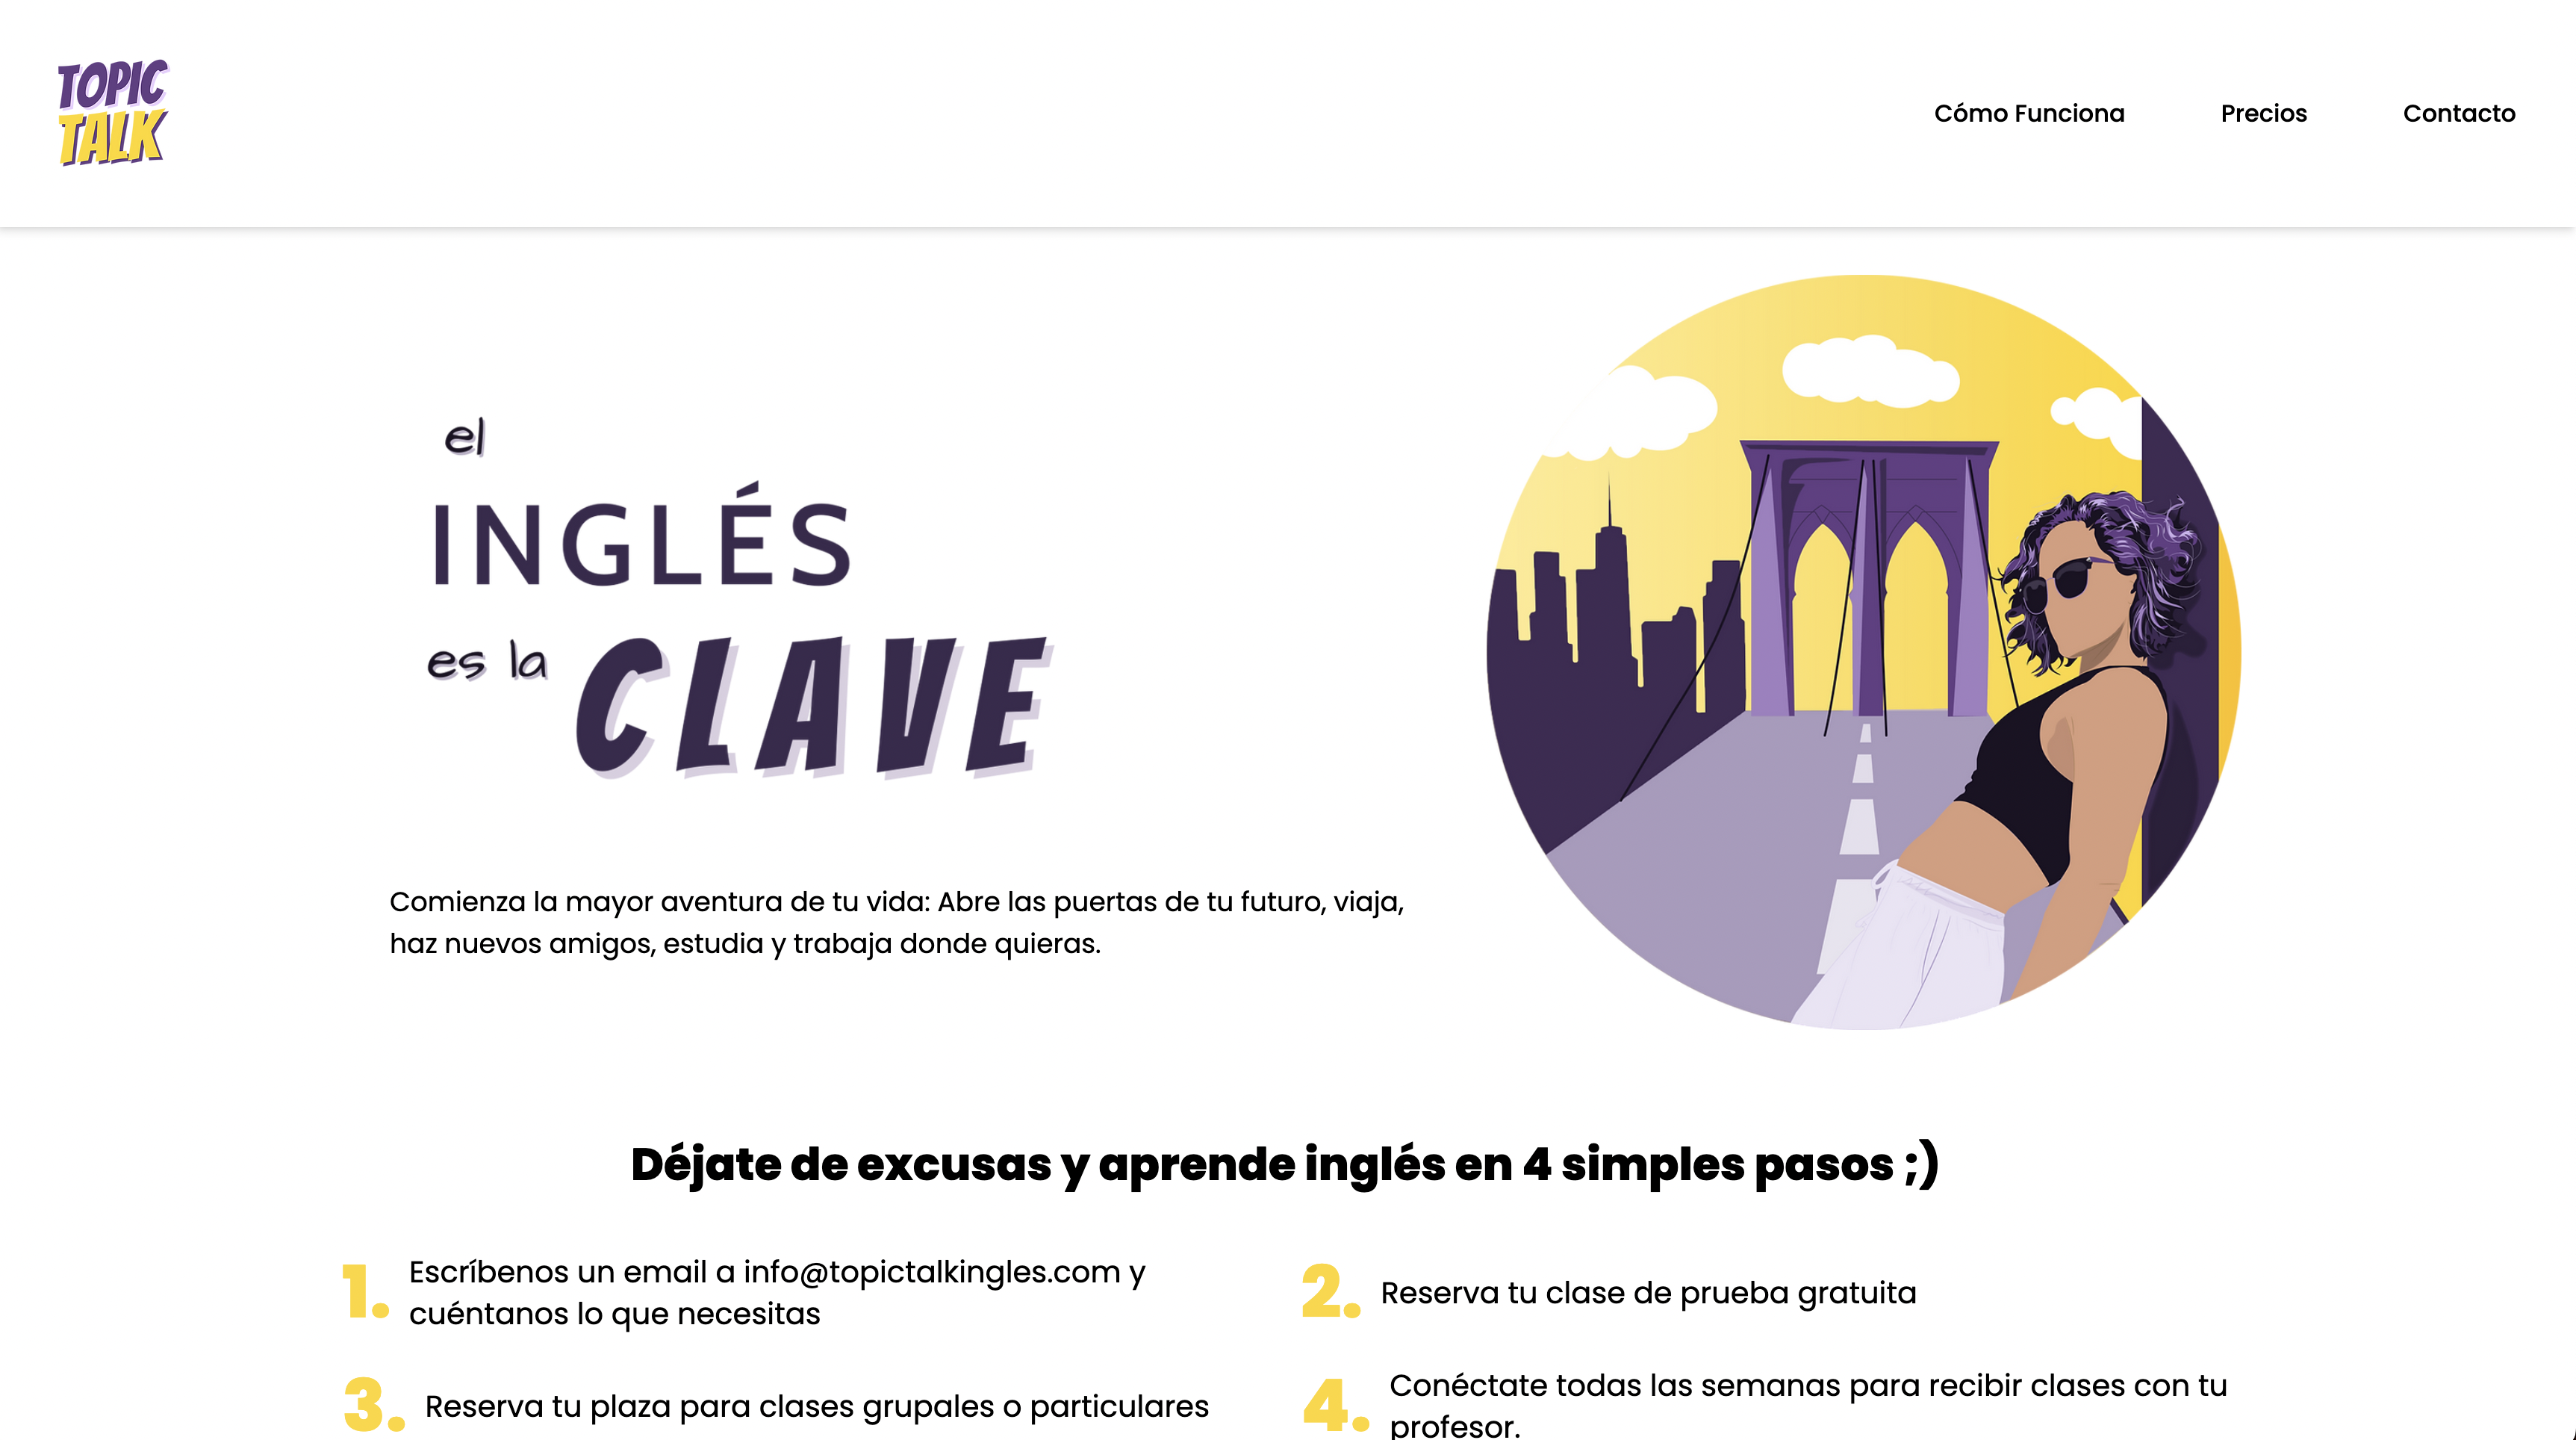 TOPIC
TALK
Cómo Funciona
Precios
Contacto
el
INGLÉS
es la CLAVE
Comienza la mayor aventura de tu vida: Abre las puertas de tu futuro, viaja,
haz nuevos amigos, estudia y trabaja donde quieras.
Déjate de excusas y aprende inglés en 4 simples pasos ;)
1. Escríbenos un email a info@topictalkingles.com y
cuéntanos lo que necesitas
2. Reserva tu clase de prueba gratuita
3. Reserva tu plaza para clases grupales o particulares
4. Conéctate todas las semanas para recibir clases con tu
profesor.